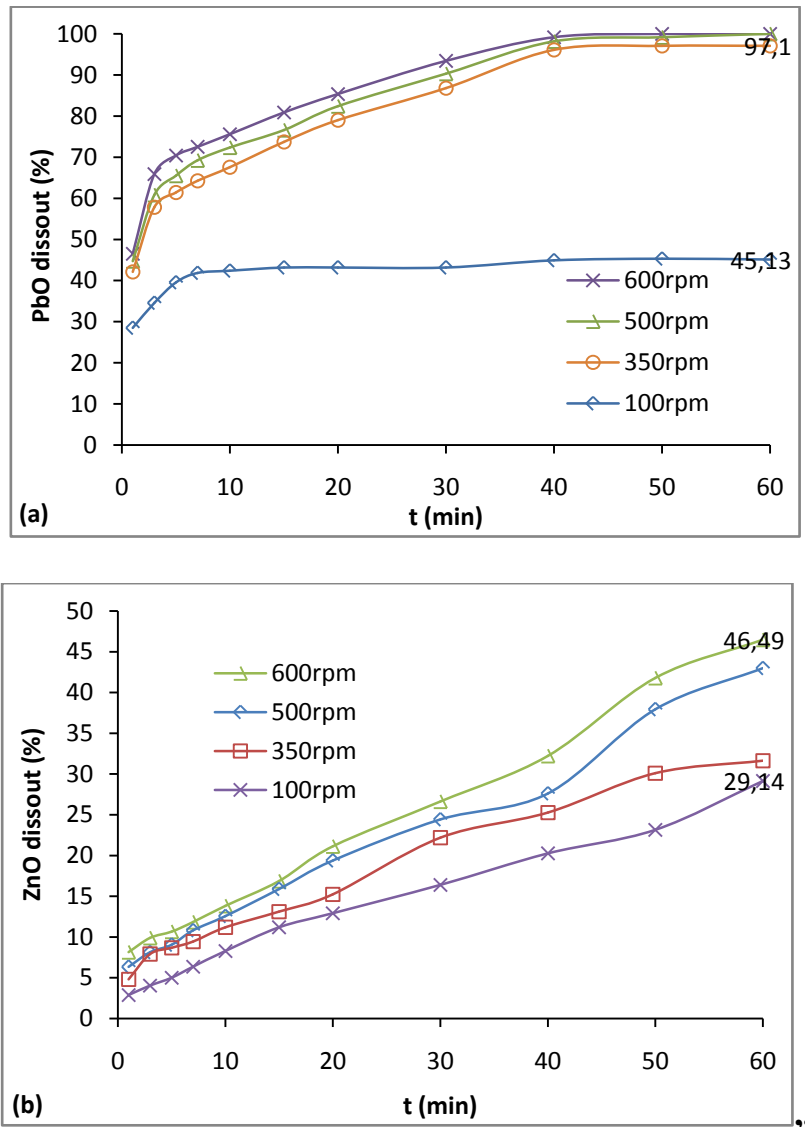 100
90
80
70
60
50
40
30
20
10
0
PbO dissout (%)
97,1
45,13
600rpm
500rpm
350rpm
100rpm
0 10 20 30 40 50 60
t (min)
(a)
50
45
40
35
30
25
20
15
10
5
0
ZnO dissout (%)
46,49
29,14
600rpm
500rpm
350rpm
100rpm
0 10 20 30 40 50 60
t (min)
(b)
,,